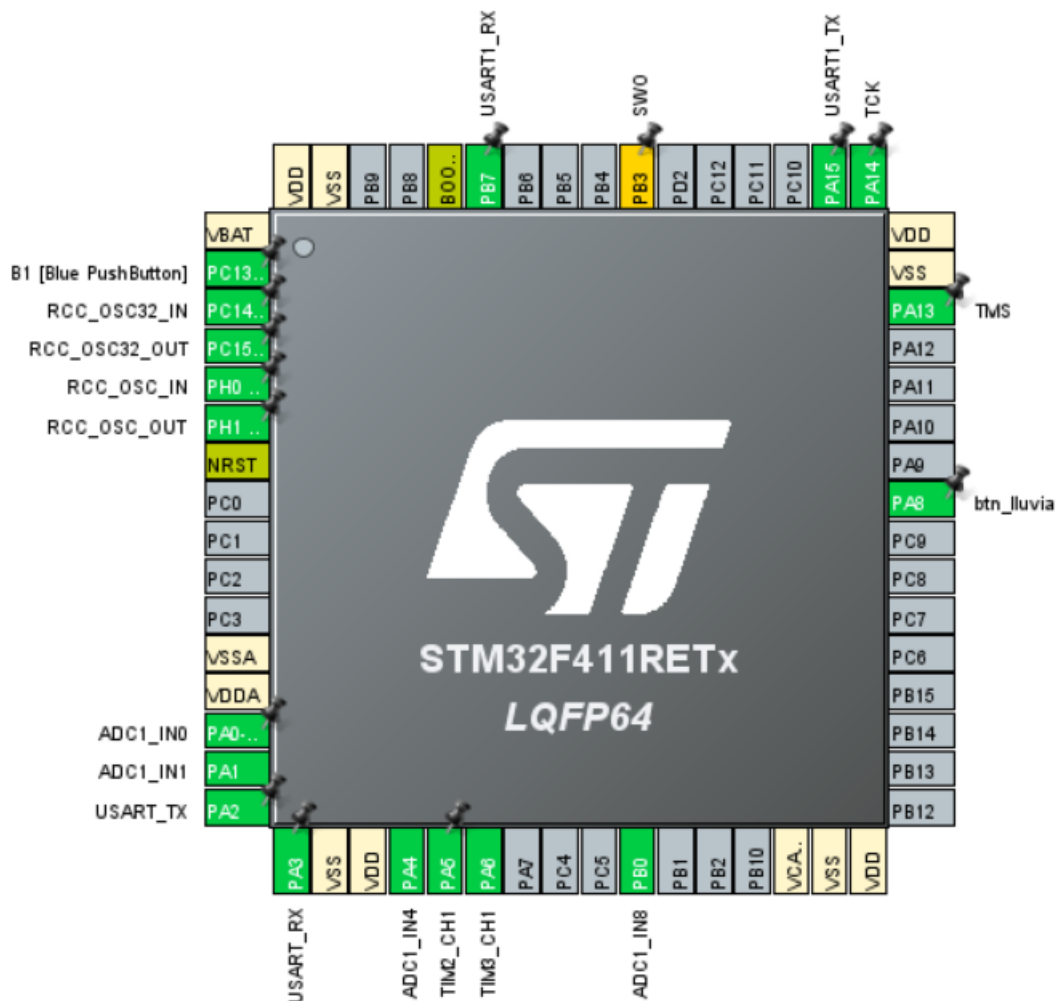 USART1_RX
SWO
USART1_TX
TCK
VDD
VSS
PB9
PB8
BOO..
PB7
PB6
PB5
PB4
PB3
PD2
PC12
PC11
PC10
PA15
PA14
VBAT
B1 [Blue PushButton] PC13..
RCC_OSC32_IN PC14..
RCC_OSC32_OUT PC15..
RCC_OSC_IN PH0 ..
RCC_OSC_OUT PH1 ..
NRST
PC0
PC1
PC2
PC3
VSSA
VDDA
ADC1_IN0 PA0-..
ADC1_IN1 PA1
USART_TX PA2
STM32F411RETx
LQFP64
VDD
VSS
PA13 TMS
PA12
PA11
PA10
PA9
PA8 btn_lluvia
PC9
PC8
PC7
PC6
PB15
PB14
PB13
PB12
PA3
VSS
VDD
PA4
PA5
PA6
PA7
PC4
PC5
PB0
PB1
PB2
PB10
VCA..
VSS
VDD
USART_RX
ADC1_IN4
TIM2_CH1
TIM3_CH1
ADC1_IN8